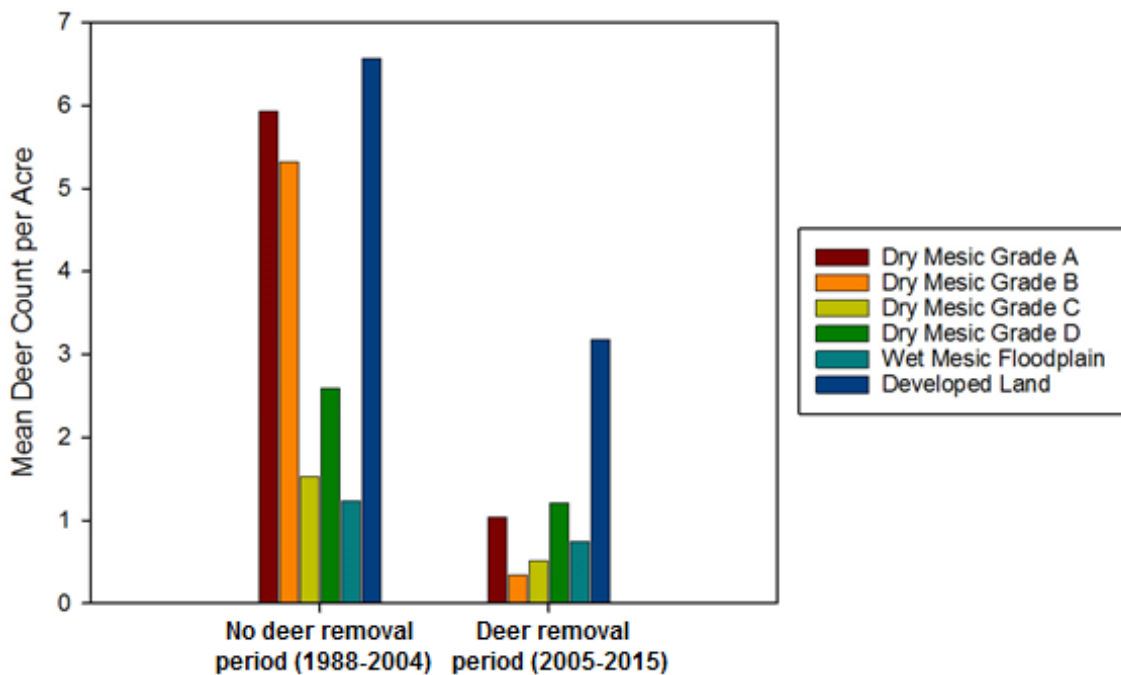 Mean Deer Count per Acre
7
6
5
4
3
2
1
0
No deer removal
period (1988-2004)
Deer removal
period (2005-2015)
Dry Mesic Grade A
Dry Mesic Grade B
Dry Mesic Grade C
Dry Mesic Grade D
Wet Mesic Floodplain
Developed Land